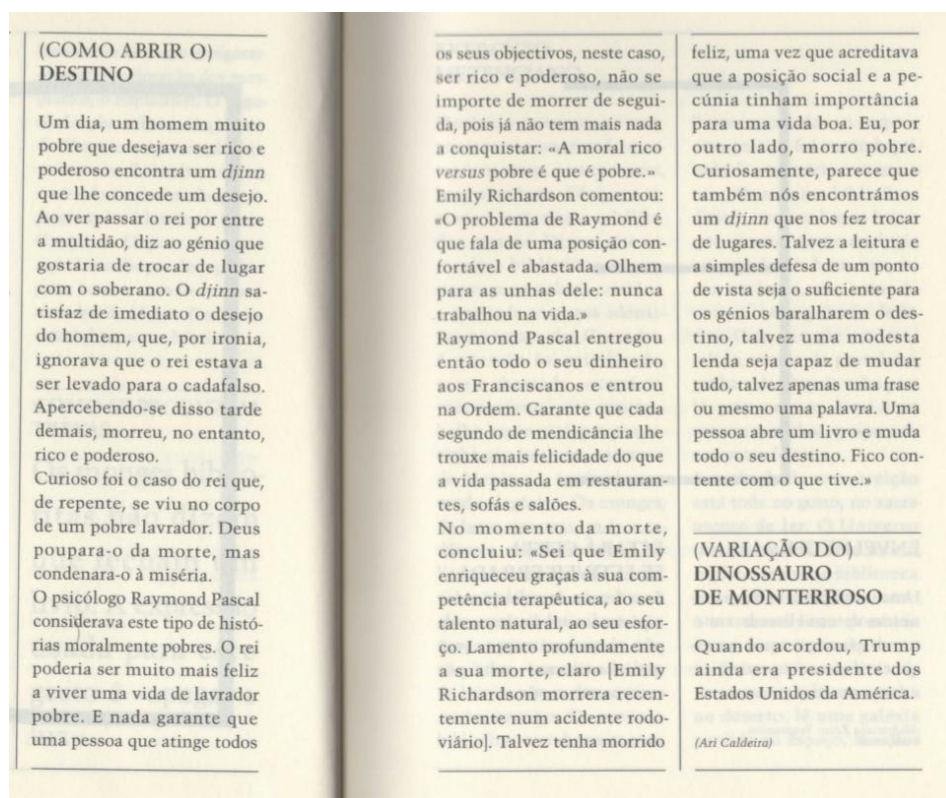 (COMO ABRIR O)
DESTINO
Um dia, um homem muito
pobre que desejava ser rico e
poderoso encontra um djinn
que lhe concede um desejo.
Ao ver passar o rei por entre
a multidão, diz ao génio que
gostaria de trocar de lugar
com o soberano. O djinn sa-
tisfaz de imediato o desejo
do homem, que, por ironia,
ignorava que o rei estava a
ser levado para o cadafalso.
Apercebendo-se disso tarde
demais, morreu, no entanto,
rico e poderoso.
Curioso foi o caso do rei que,
de repente, se viu no corpo
de um pobre lavrador. Deus
poupara-o da morte, mas
condenara-o à miséria.
O psicólogo Raymond Pascal
considerava este tipo de histó-
rias moralmente pobres. O rei
poderia ser muito mais feliz
a viver uma vida de lavrador
pobre. E nada garante que
uma pessoa que atinge todos
os seus objectivos, neste caso,
ser rico e poderoso, não se
importe de morrer de segui-
da, pois já não tem mais nada
a conquistar: «A moral rico
versus pobre é que é pobre.»
Emily Richardson comentou:
«O problema de Raymond é
que fala de uma posição con-
fortável e abastada. Olhem
para as unhas dele: nunca
trabalhou na vida.»
Raymond Pascal entregou
então todo o seu dinheiro
aos Franciscanos e entrou
na Ordem. Garante que cada
segundo de mendicância lhe
trouxe mais felicidade do que
a vida passada em restauran-
tes, sofás e salões.
No momento da morte,
concluiu: «Sei que Emily
enriqueceu graças à sua com-
petência terapêutica, ao seu
talento natural, ao seu esfor-
ço. Lamento profundamente
a sua morte, claro [Emily
Richardson morrera recen-
temente num acidente rodo-
viário]. Talvez tenha morrido
feliz, uma vez que acreditava
que a posição social e a pe-
cúnia tinham importância
para uma vida boa. Eu, por
outro lado, morro pobre.
Curiosamente, parece que
também nós encontrámos
um djinn que nos fez trocar
de lugares. Talvez a leitura e
a simples defesa de um ponto
de vista seja o suficiente para
os génios baralharem o des-
tino, talvez uma modesta
lenda seja capaz de mudar
tudo, talvez apenas uma frase
ou mesmo uma palavra. Uma
pessoa abre um livro e muda
todo o seu destino. Fico con-
tente com o que tive.»
(VARIAÇÃO DO)
DINOSSAURO
DE MONTERROSO
Quando acordou, Trump
ainda era presidente dos
Estados Unidos da América.
(Ari Caldeira)